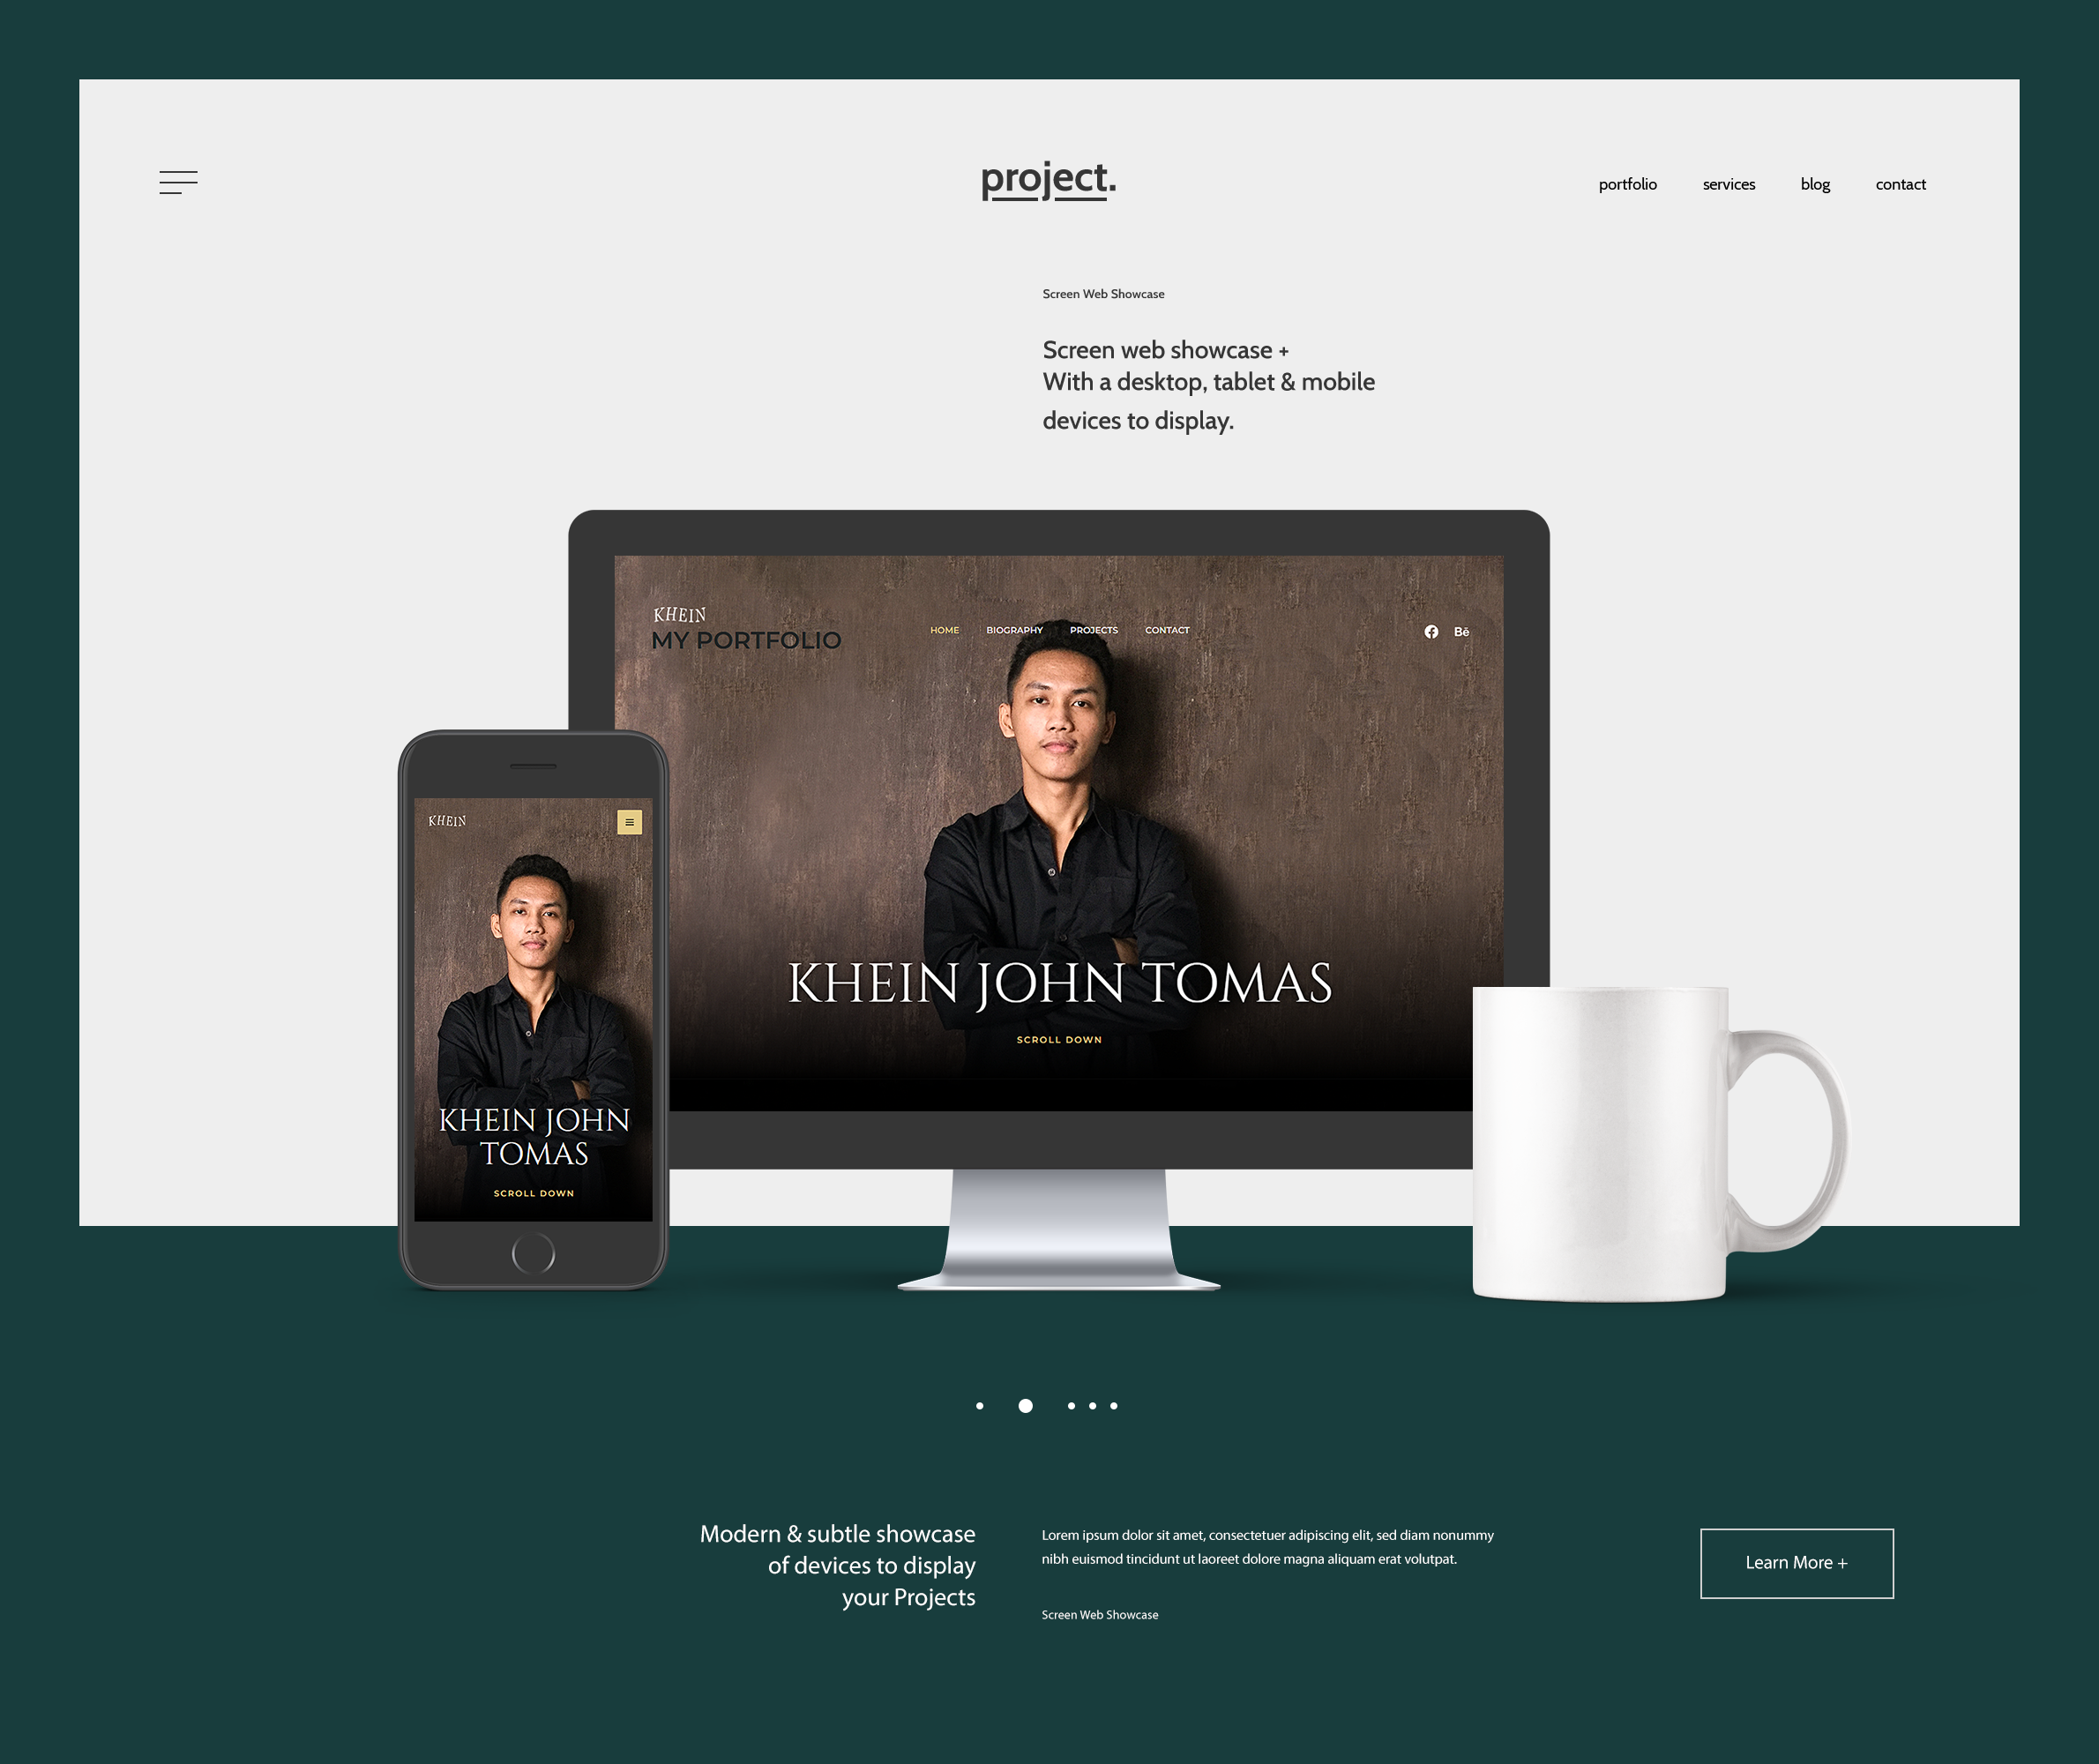 project.
portfolio services blog contact
Screen Web Showcase
Screen web showcase +
With a desktop, tablet & mobile
devices to display.
KHEIN
MY PORTFOLIO
HOME BIOGRAPHY PROJECTS CONTACT
Bē
KHEIN JOHN TOMAS
SCROLL DOWN
KHEIN
KHEIN JOHN
TOMAS
SCROLL DOWN
Modern & subtle showcase
of devices to display
your Projects
Lorem ipsum dolor sit amet, consectetuer adipiscing elit, sed diam nonummy
nibh euismod tincidunt ut laoreet dolore magna aliquam erat volutpat.
Screen Web Showcase
Learn More +